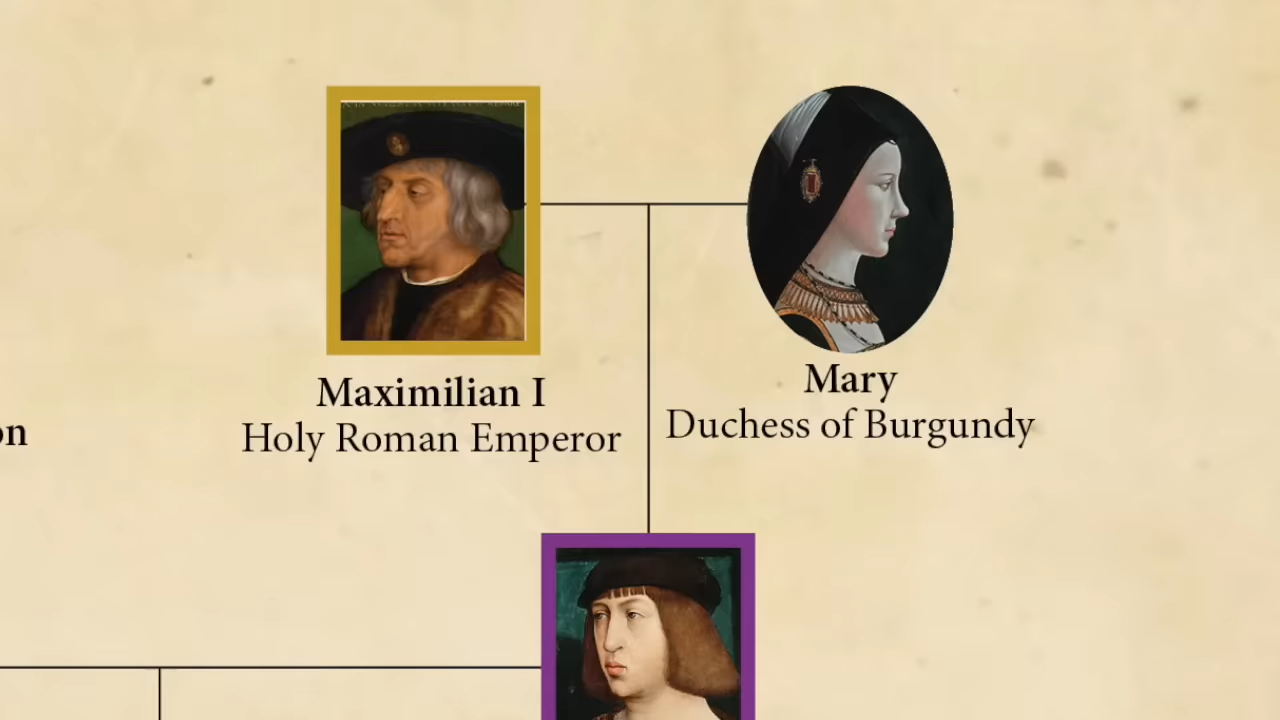 Maximilian I
Holy Roman Emperor
Mary
Duchess of Burgundy
on